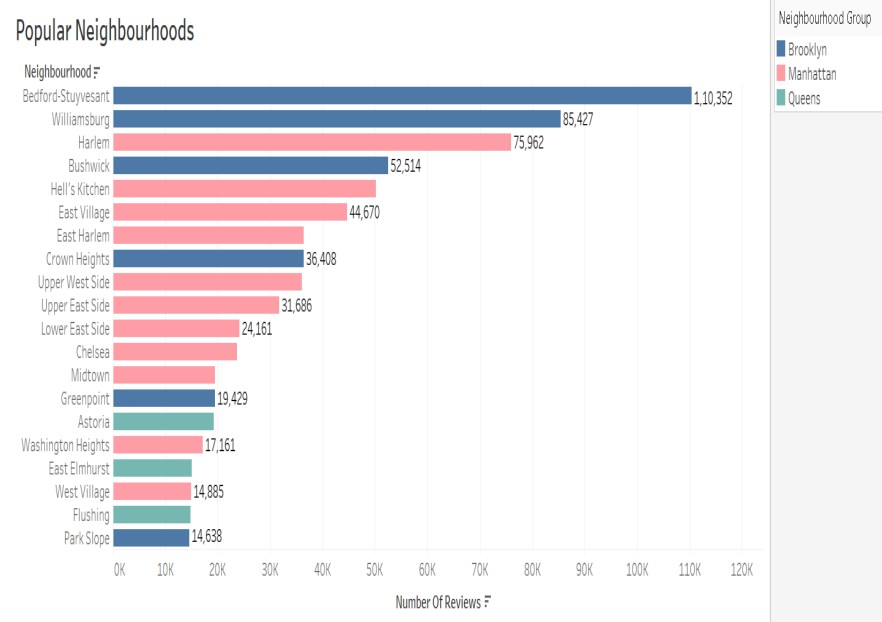 Popular Neighbourhoods
Neighbourhood
Bedford-Stuyvesant 1,10,352
Williamsburg 85,427
Harlem 75,962
Bushwick 52,514
Hell's Kitchen
East Village 44,670
East Harlem
Crown Heights 36,408
Upper West Side
Upper East Side 31,686
Lower East Side 24,161
Chelsea
Midtown
Greenpoint 19,429
Astoria
Washington Heights 17,161
East Elmhurst
West Village 14,885
Flushing
Park Slope 14,638
0K 10K 20K 30K 40K 50K 60K 70K 80K 90K 100K 110K 120K
Number Of Reviews
Neighbourhood Group
Brooklyn
Manhattan
Queens